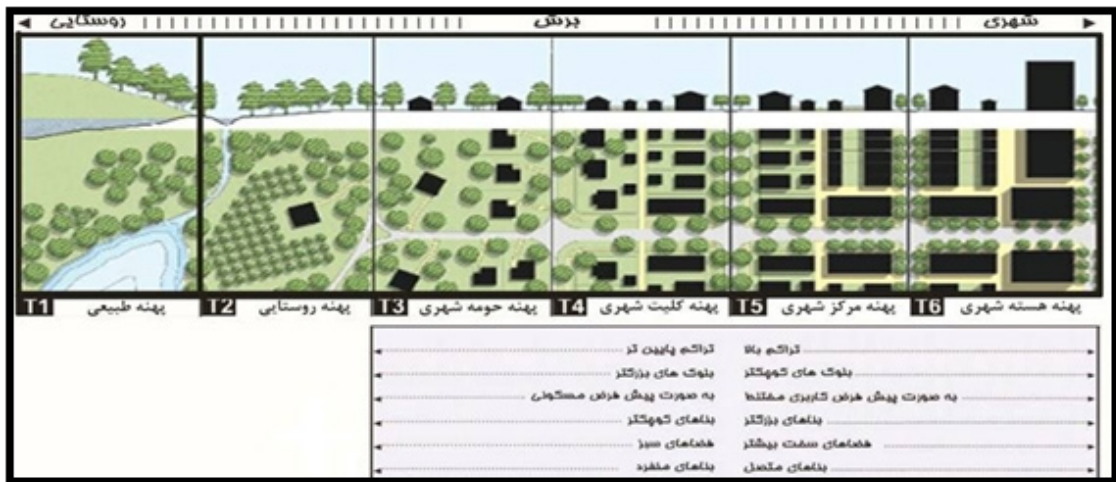 شهری برش روستایی
T1 پهنه طبیعی T2 پهنه روستایی T3 پهنه حومه شهری T4 پهنه کلیت شهری T5 پهنه مرکز شهری T6 پهنه هسته شهری
تراکم بالا تراکم پایین تر
بلوک های کوچکتر بلوک های بزرگتر
به صورت پیش فرض کاربری مختلط به صورت پیش فرض مسکونی
بناهای بزرگتر بناهای کوچکتر
فضاهای سخت بیشتر فضاهای سبز
بناهای متصل بناهای منفرد